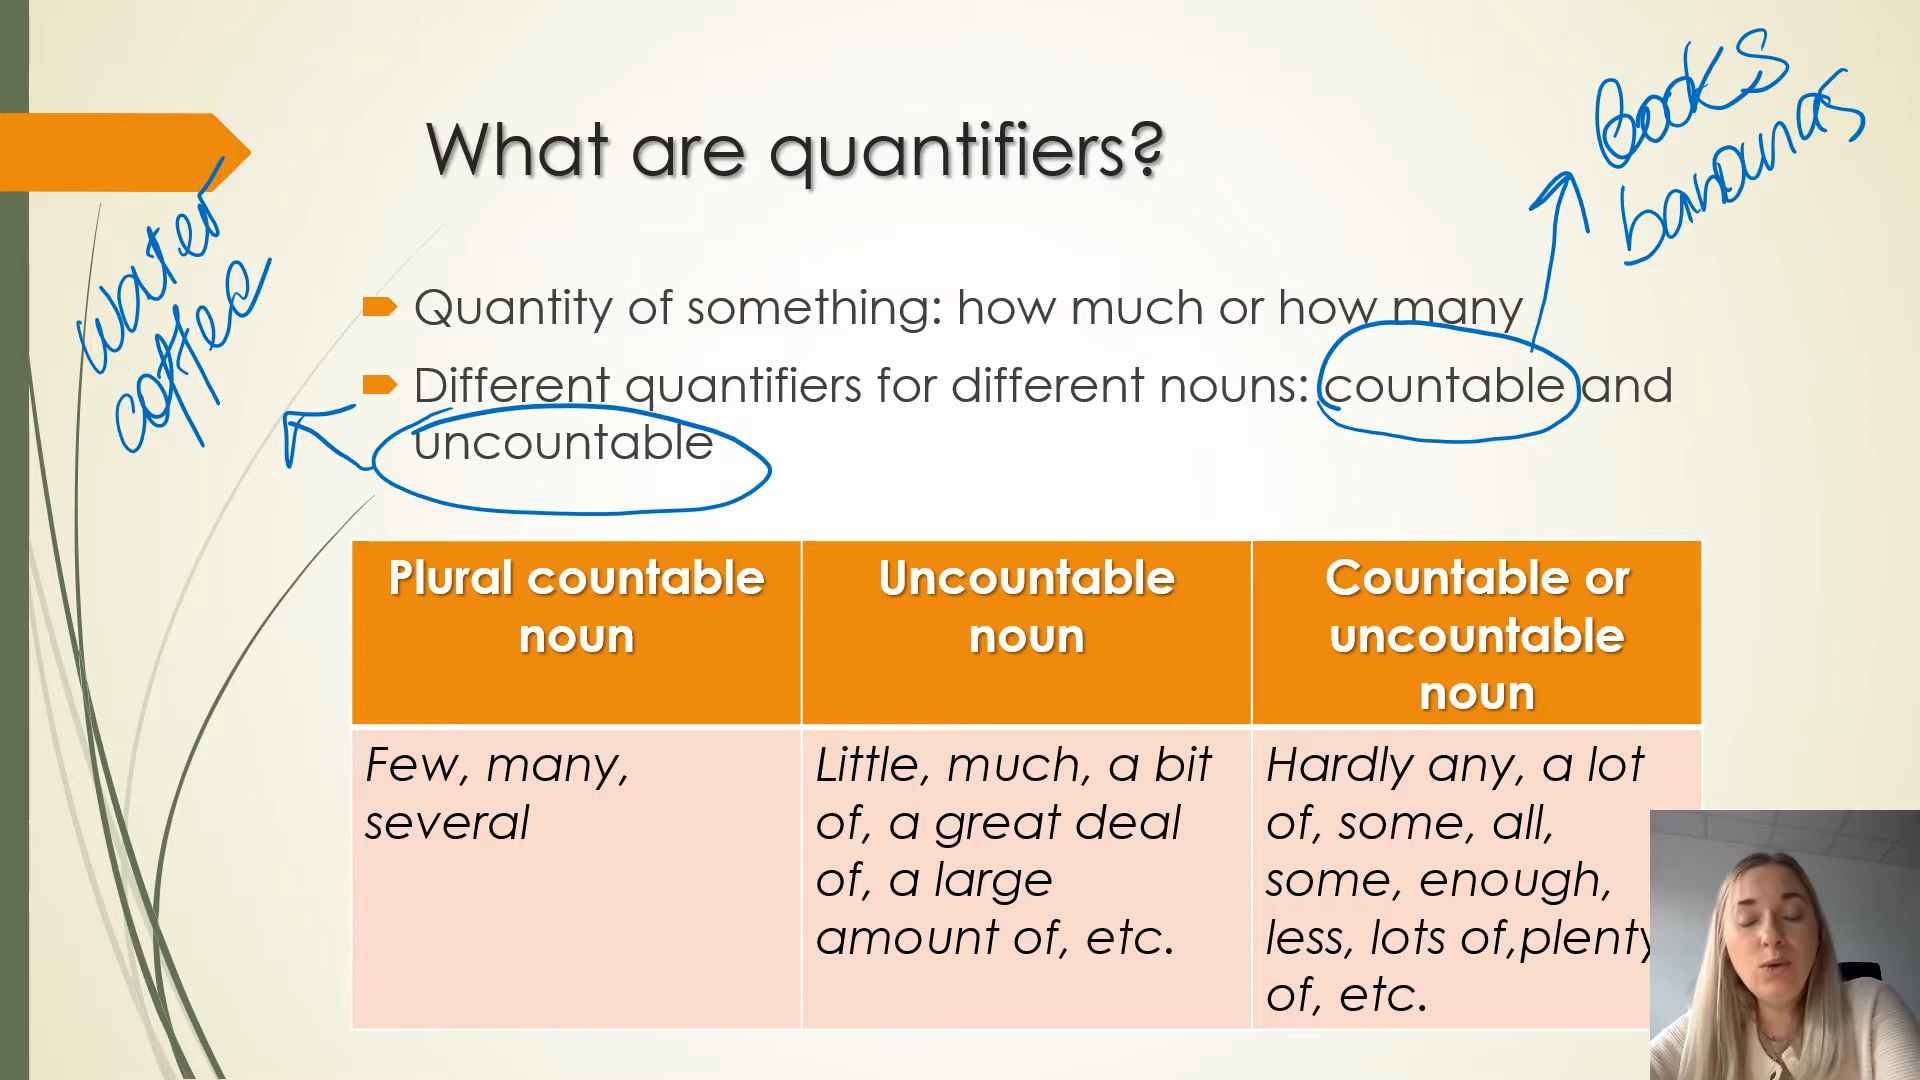 What are quantifiers?
Books
bananas
water
coffee
Quantity of something: how much or how many
Different quantifiers for different nouns: countable and
uncountable
Plural countable
noun
Uncountable
noun
Countable or
uncountable
noun
Few, many,
several
Little, much, a bit
of, a great deal
of, a large
amount of, etc.
Hardly any, a lot
of, some, all,
some, enough,
less, lots of,plenty
of, etc.